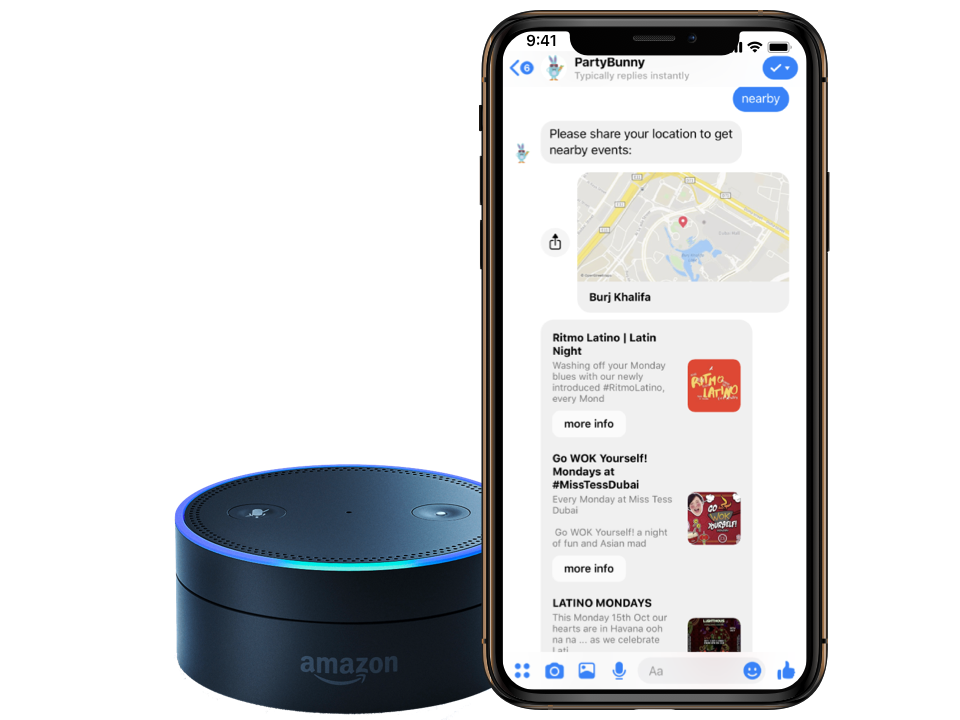 9:41
6
PartyBunny
Typically replies instantly
nearby
Please share your location to get
nearby events:
Burj Khalifa
Ritmo Latino | Latin
Night
Washing off your Monday
blues with our newly
introduced #RitmoLatino,
every Mond
RITMO
LATINO
more info
Go WOK Yourself!
Mondays at
#MissTessDubai
Every Monday at Miss Tess
Dubai
Go WOK Yourself! a night
of fun and Asian mad
GO
WOK
YOURSELF!
more info
LATINO MONDAYS
This Monday 15th Oct our
hearts are in Havana ooh
na na ... as we celebrate
Lati
Aa
amazon